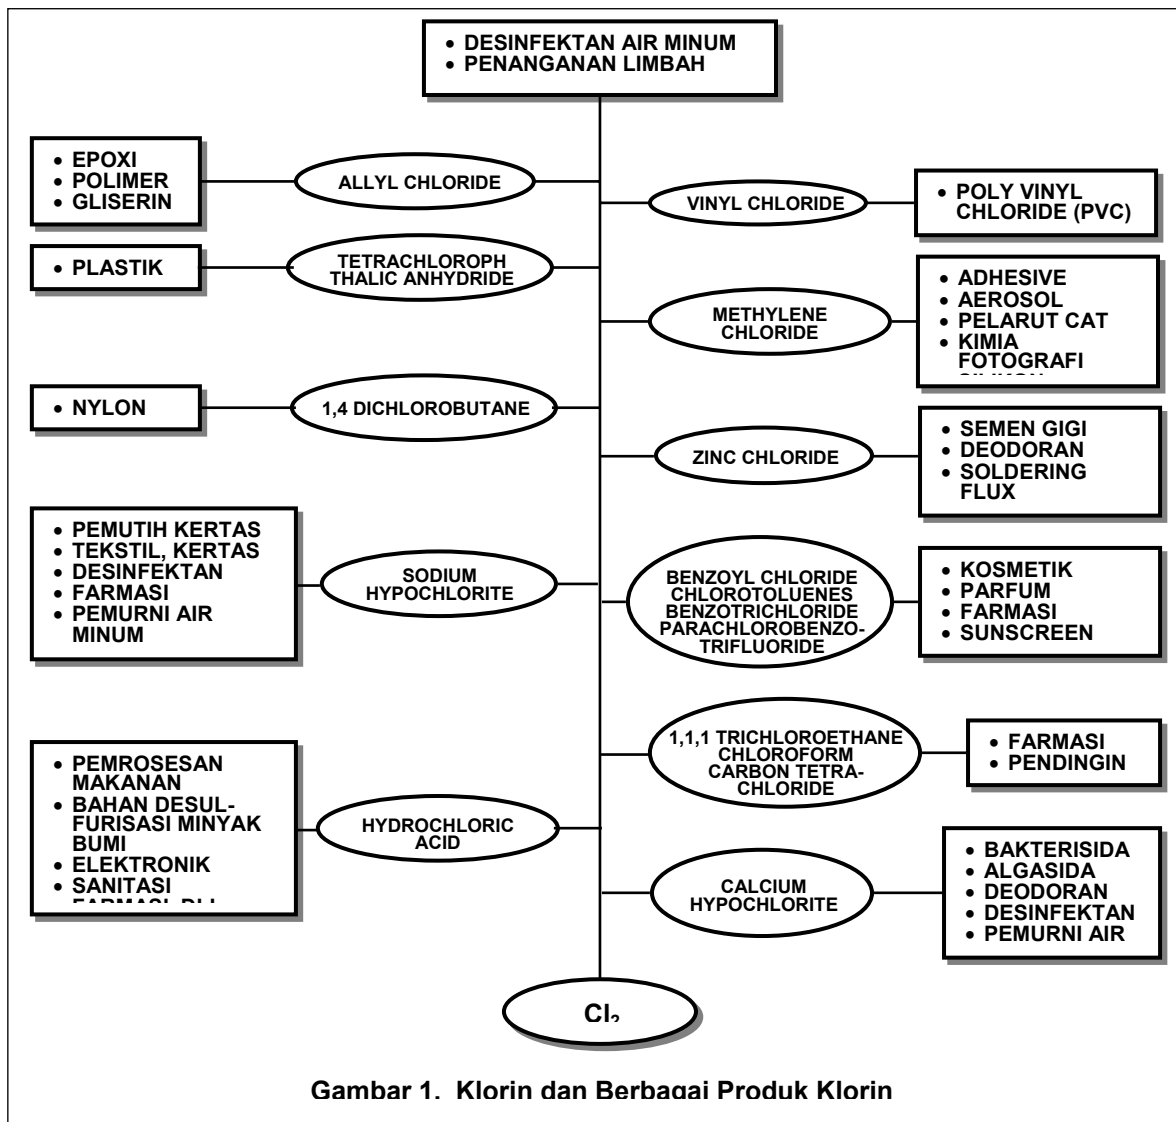 • DESINFEKTAN AIR MINUM
• PENANGANAN LIMBAH
• EPOXI
• POLIMER
• GLISERIN
ALLYL CHLORIDE
VINYL CHLORIDE
• POLY VINYL
CHLORIDE (PVC)
• PLASTIK
TETRACHLOROPH
THALIC ANHYDRIDE
METHYLENE
CHLORIDE
• ADHESIVE
• AEROSOL
• PELARUT CAT
• KIMIA
FOTOGRAFI
• NYLON
1,4 DICHLOROBUTANE
ZINC CHLORIDE
• SEMEN GIGI
• DEODORAN
• SOLDERING
FLUX
• PEMUTIH KERTAS
• TEKSTIL, KERTAS
• DESINFEKTAN
• FARMASI
• PEMURNI AIR
MINUM
SODIUM
HYPOCHLORITE
BENZOYL CHLORIDE
CHLOROTOLUENES
BENZOTRICHLORIDE
PARACHLOROBENZO-
TRIFLUORIDE
• KOSMETIK
• PARFUM
• FARMASI
• SUNSCREEN
1,1,1 TRICHLOROETHANE
CHLOROFORM
CARBON TETRA-
CHLORIDE
• FARMASI
• PENDINGIN
• PEMROSESAN
MAKANAN
• BAHAN DESUL-
FURISASI MINYAK
BUMI
• ELEKTRONIK
• SANITASI
HYDROCHLORIC
ACID
CALCIUM
HYPOCHLORITE
• BAKTERISIDA
• ALGASIDA
• DEODORAN
• DESINFEKTAN
• PEMURNI AIR
Cl₂
Gambar 1. Klorin dan Berbagai Produk Klorin